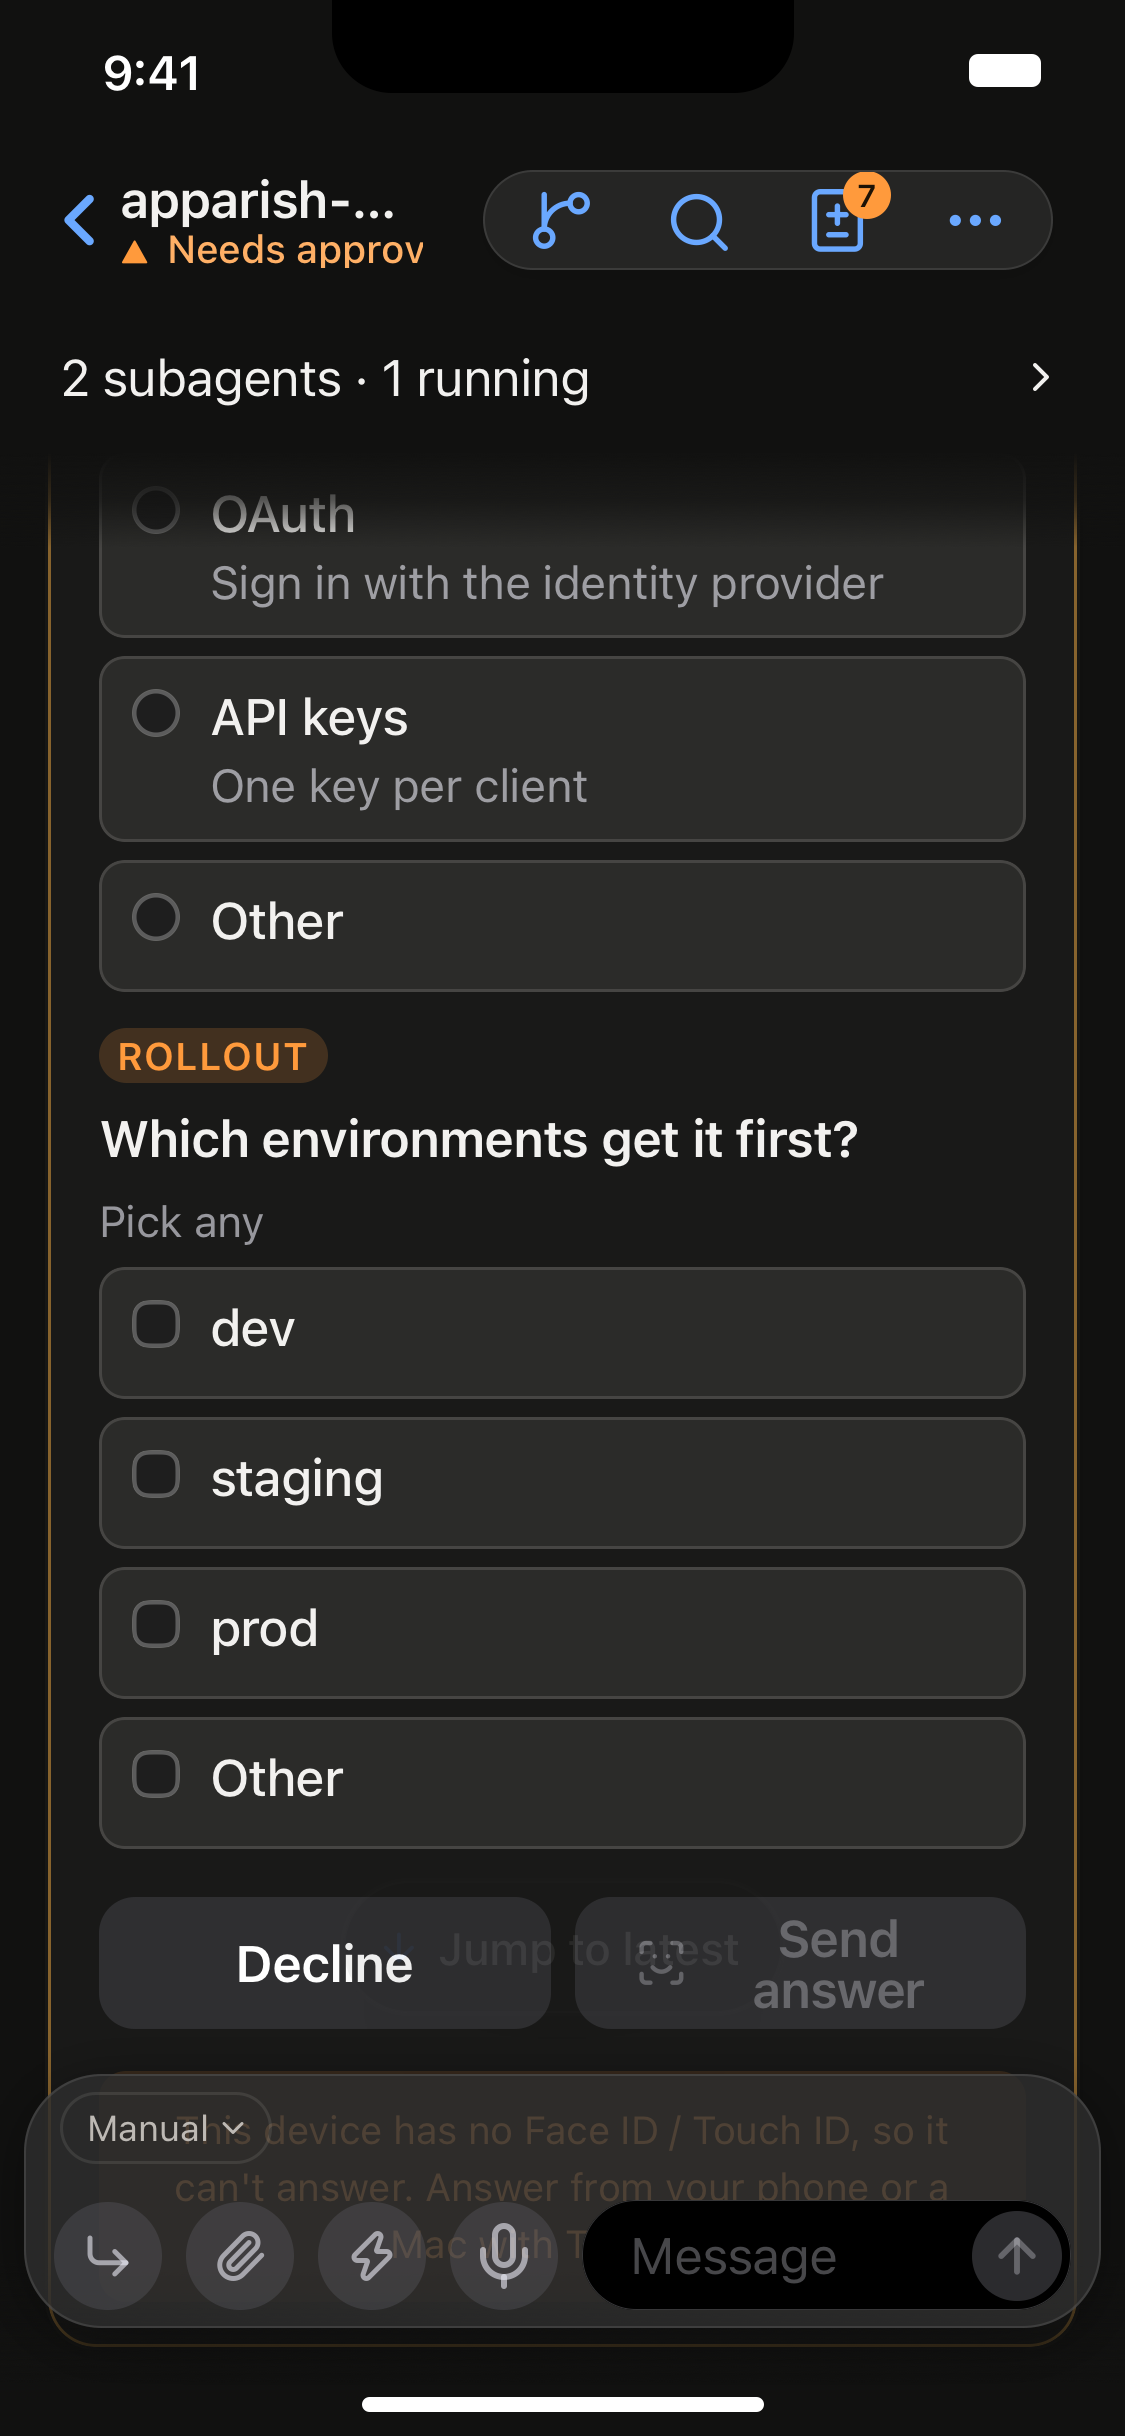 9:41
apparish-...
Needs approv
7
2 subagents · 1 running
OAuth
Sign in with the identity provider
API keys
One key per client
Other
ROLLOUT
Which environments get it first?
Pick any
dev
staging
prod
Other
Decline
Jump to latest
Send
answer
Manual
This device has no Face ID / Touch ID, so it
can't answer. Answer from your phone or a
Mac with T
Message